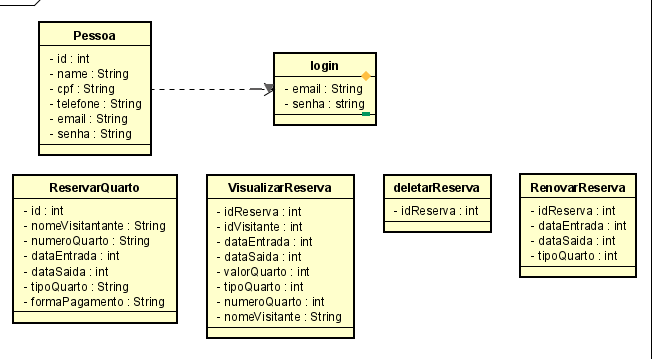 Pessoa
- id : int
- name : String
- cpf : String
- telefone : String
- email : String
- senha : String
login
- email : String
- senha : string
ReservarQuarto
- id : int
- nomeVisitantante : String
- numeroQuarto : String
- dataEntrada : int
- dataSaida : int
- tipoQuarto : String
- formaPagamento : String
VisualizarReserva
- idReserva : int
- idVisitante : int
- dataEntrada : int
- dataSaida : int
- valorQuarto : int
- tipoQuarto : int
- numeroQuarto : int
- nomeVisitante : String
deletarReserva
- idReserva : int
RenovarReserva
- idReserva : int
- dataEntrada : int
- dataSaida : int
- tipoQuarto : int